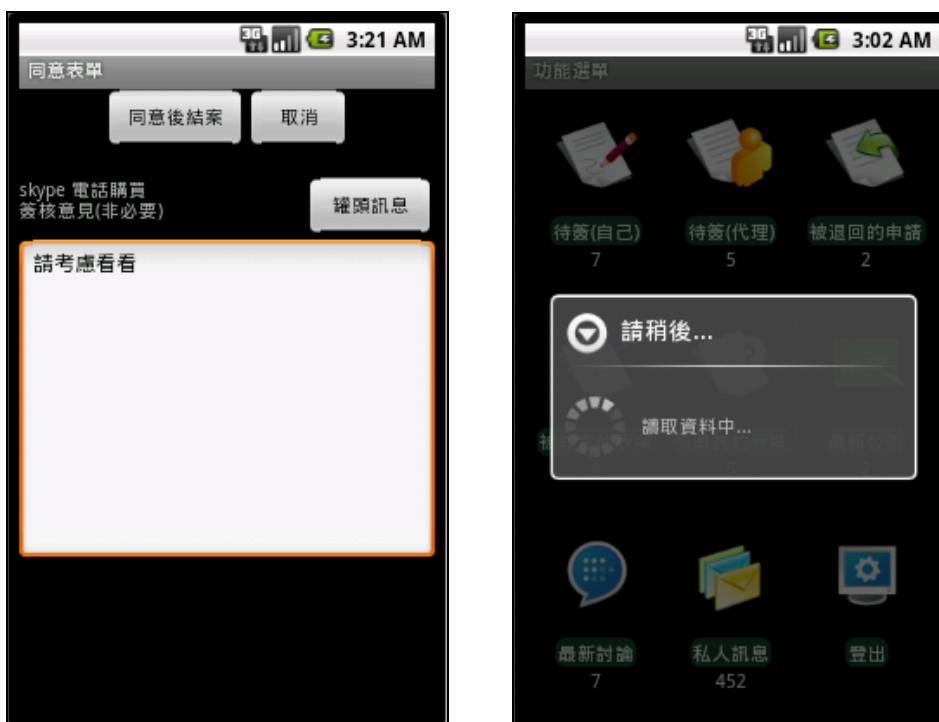 3G 3:21 AM
同意表單
同意後結案 取消
skype 電話購買
簽核意見(非必要)
罐頭訊息
請考慮看看
3G 3:02 AM
功能選單
待簽(自己) 待簽(代理) 被退回的申請
7 5 2
請稍後...
讀取資料中...
最新討論 私人訊息 登出
7 452